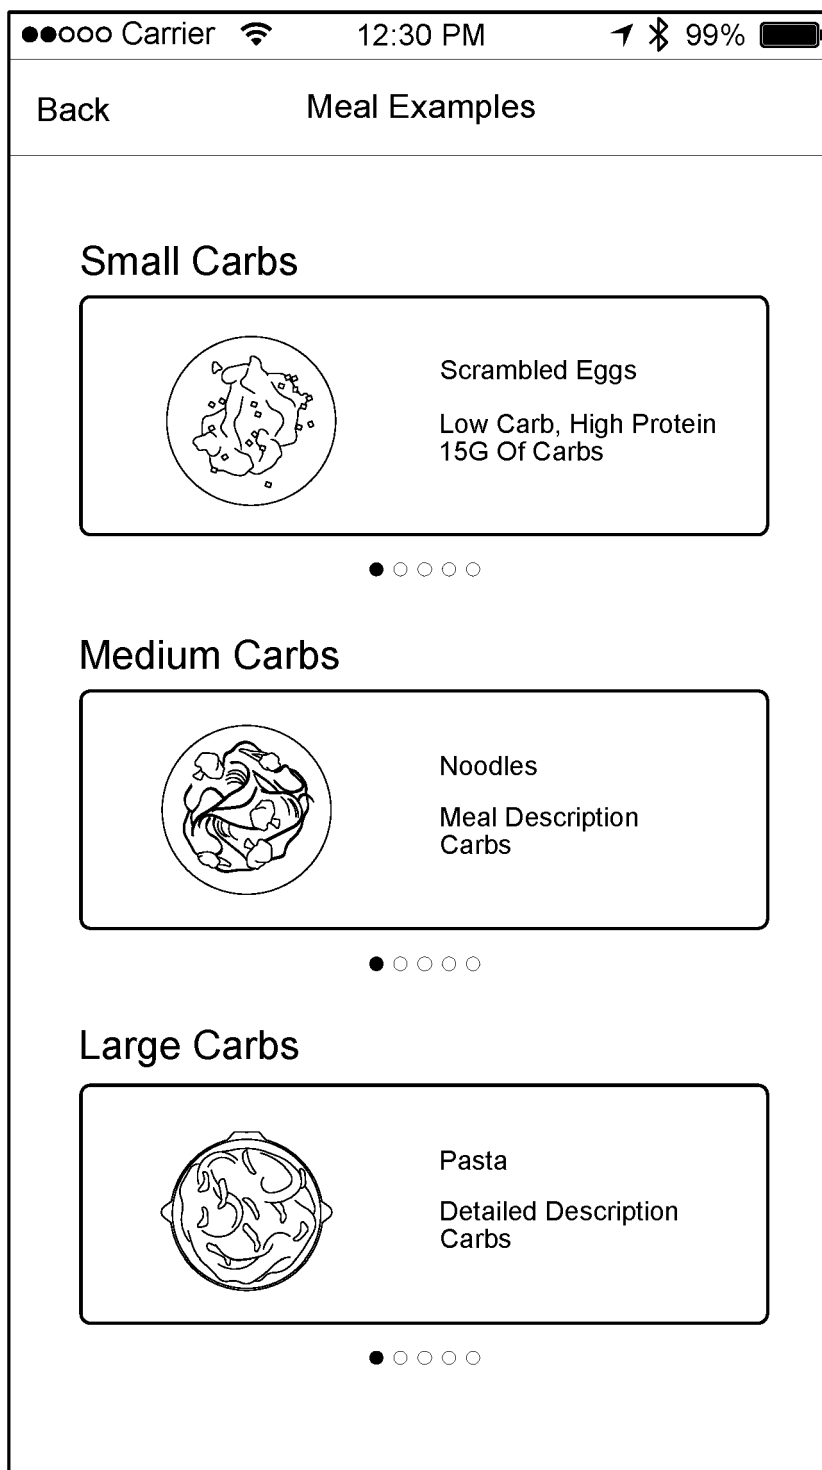 Carrier 12:30 PM 99%
Back Meal Examples
Small Carbs
Scrambled Eggs
Low Carb, High Protein
15G Of Carbs
Medium Carbs
Noodles
Meal Description
Carbs
Large Carbs
Pasta
Detailed Description
Carbs